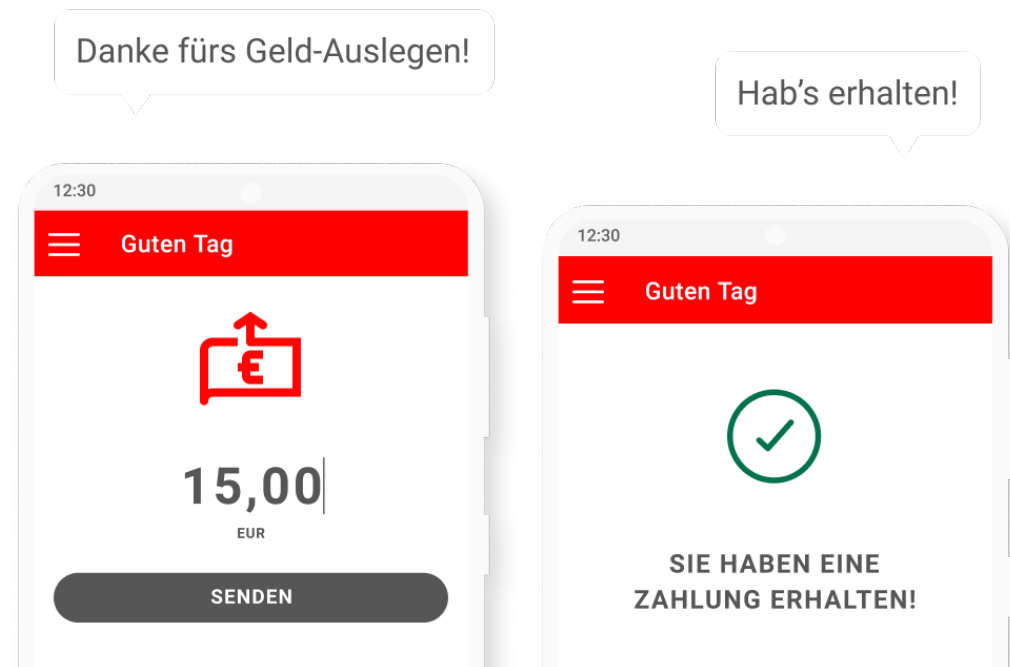 Danke fürs Geld-Auslegen!
12:30
Guten Tag
€
15,00
EUR
SENDEN
Hab’s erhalten!
12:30
Guten Tag
SIE HABEN EINE
ZAHLUNG ERHALTEN!